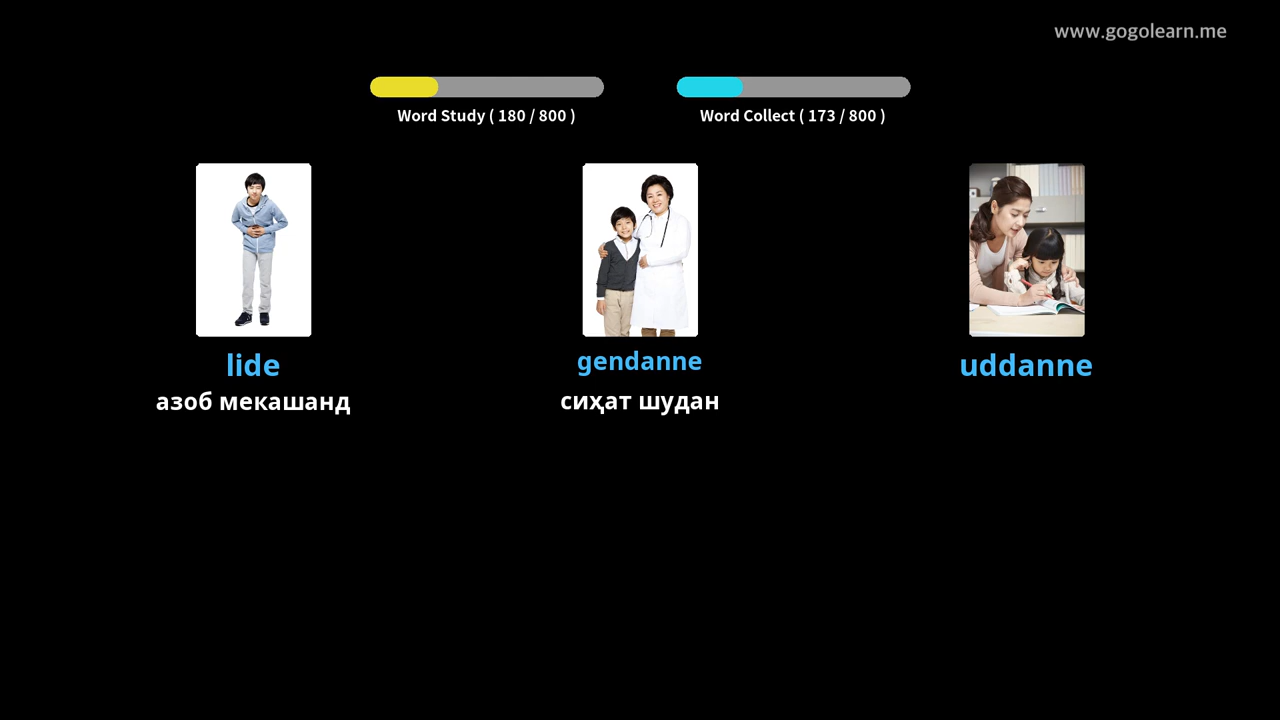 www.gogolearn.me
Word Study ( 180 / 800 )
Word Collect ( 173 / 800 )
lide
gendanne
uddanne
азоб мекашанд
сиҳат шудан